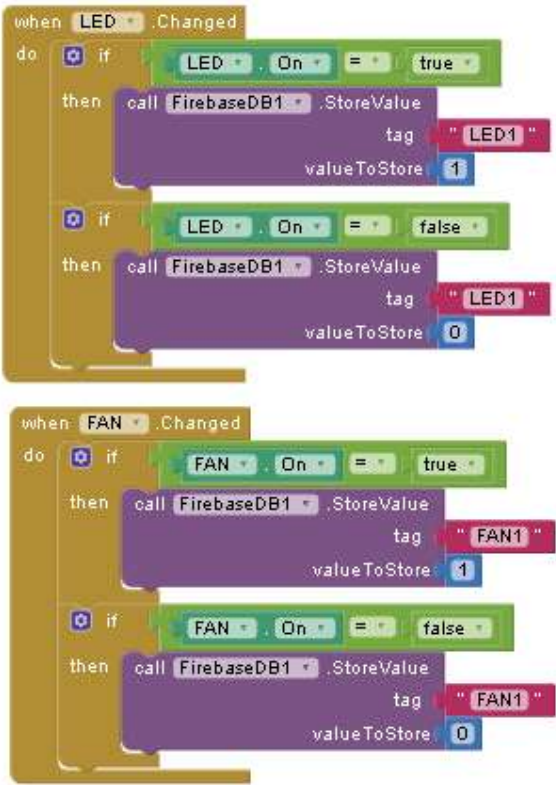 when LED .Changed
do if LED . On = true
then call FirebaseDB1 .StoreValue
tag " LED1 "
valueToStore 1
if LED . On = false
then call FirebaseDB1 .StoreValue
tag " LED1 "
valueToStore 0
when FAN .Changed
do if FAN . On = true
then call FirebaseDB1 .StoreValue
tag " FAN1 "
valueToStore 1
if FAN . On = false
then call FirebaseDB1 .StoreValue
tag " FAN1 "
valueToStore 0